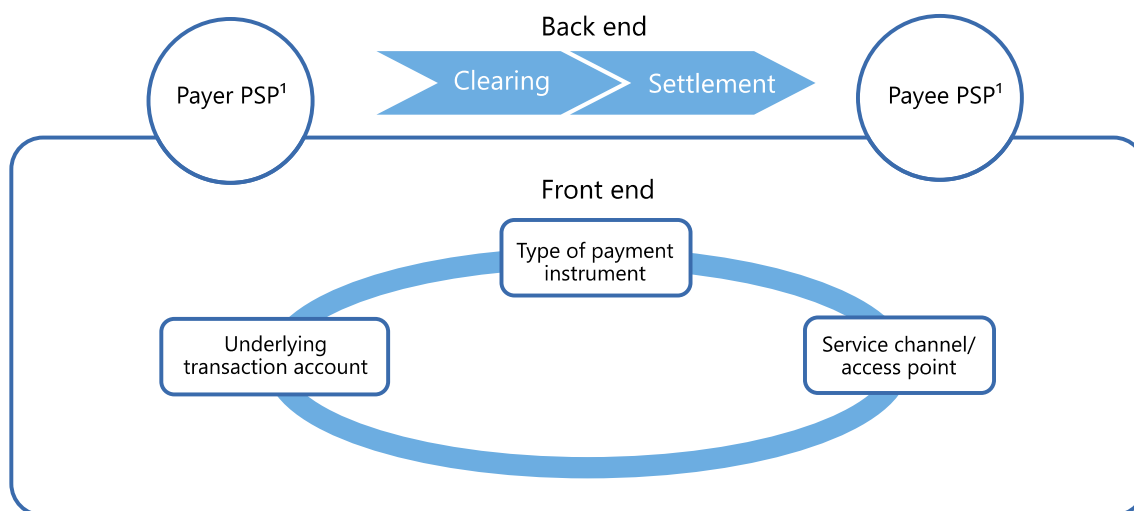 Back end
Payer PSP¹
Clearing
Settlement
Payee PSP¹
Front end
Type of payment
instrument
Underlying
transaction account
Service channel/
access point